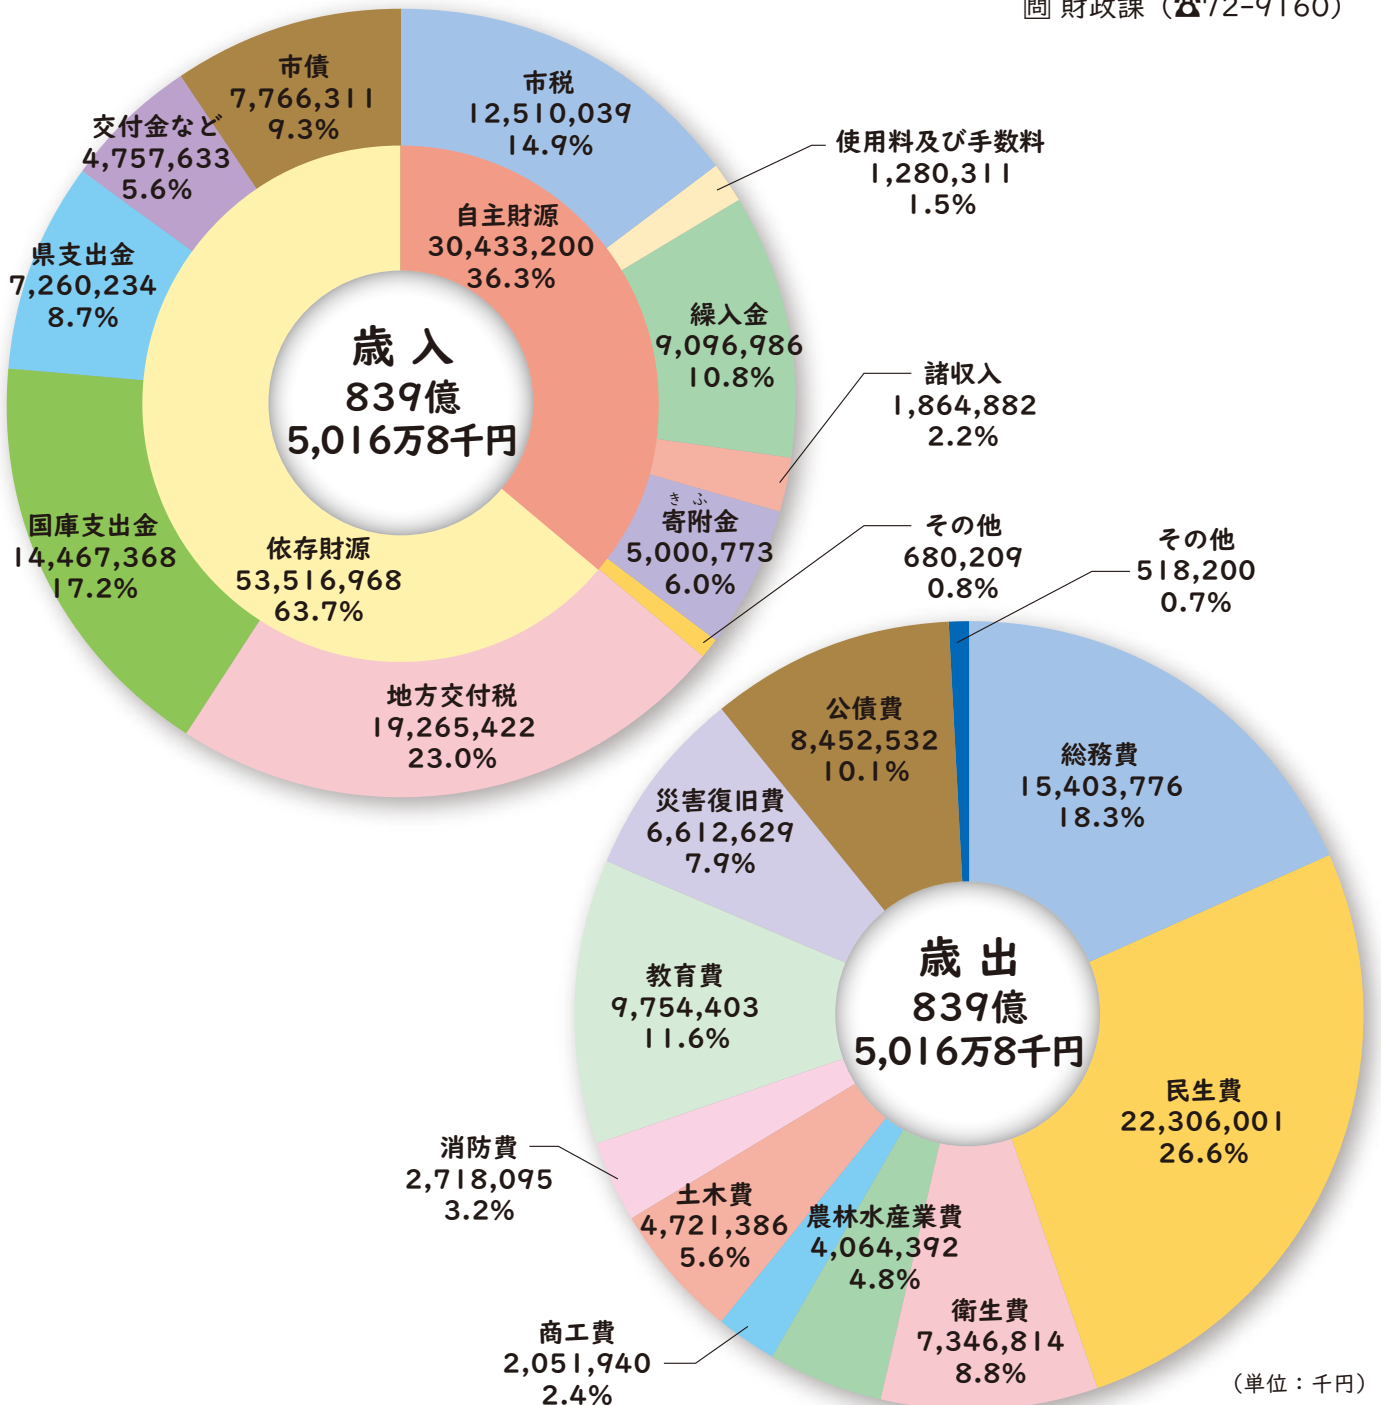 問 財政課（☎72-9160）
市債
7,766,311
9.3%
市税
12,510,039
14.9%
交付金など
4,757,633
5.6%
使用料及び手数料
1,280,311
1.5%
自主財源
30,433,200
36.3%
県支出金
7,260,234
8.7%
繰入金
9,096,986
10.8%
歳入
839億
5,016万8千円
諸収入
1,864,882
2.2%
きふ
寄附金
5,000,773
6.0%
国庫支出金
14,467,368
17.2%
依存財源
53,516,968
63.7%
その他
680,209
0.8%
地方交付税
19,265,422
23.0%
その他
518,200
0.7%
公債費
8,452,532
10.1%
総務費
15,403,776
18.3%
災害復旧費
6,612,629
7.9%
歳出
839億
5,016万8千円
教育費
9,754,403
11.6%
民生費
22,306,001
26.6%
消防費
2,718,095
3.2%
土木費
4,721,386
5.6%
農林水産業費
4,064,392
4.8%
衛生費
7,346,814
8.8%
商工費
2,051,940
2.4%
（単位：千円）